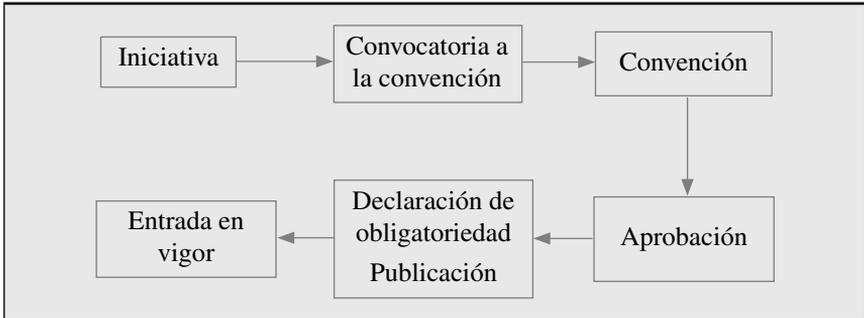 Iniciativa
Convocatoria a
la convención
Convención
Aprobación
Declaración de
obligatoriedad
Publicación
Entrada en
vigor